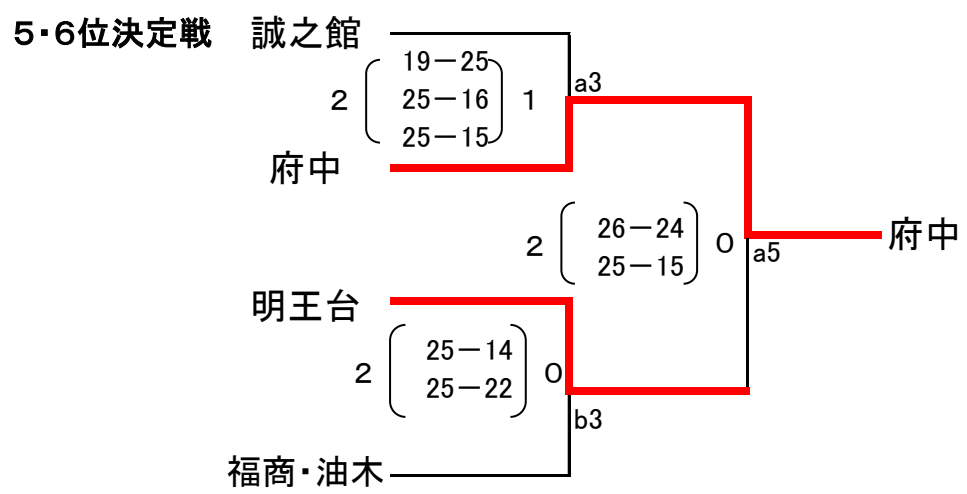 ５・６位決定戦　誠之館
19－25
a3
2　25－16　1
25－15
府中
26－24
2　0　府中
25－15
a5
明王台
25－14
2　0
25－22
b3
福商・油木